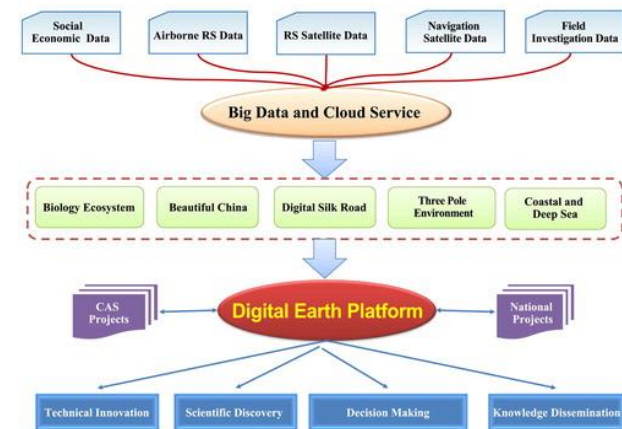 Social
Economic Data
Airborne RS Data
RS Satellite Data
Navigation
Satellite Data
Field
Investigation Data
Big Data and Cloud Service
Biology Ecosystem
Beautiful China
Digital Silk Road
Three Pole
Environment
Coastal and
Deep Sea
CAS
Projects
Digital Earth Platform
National
Projects
Technical Innovation
Scientific Discovery
Decision Making
Knowledge Dissemination